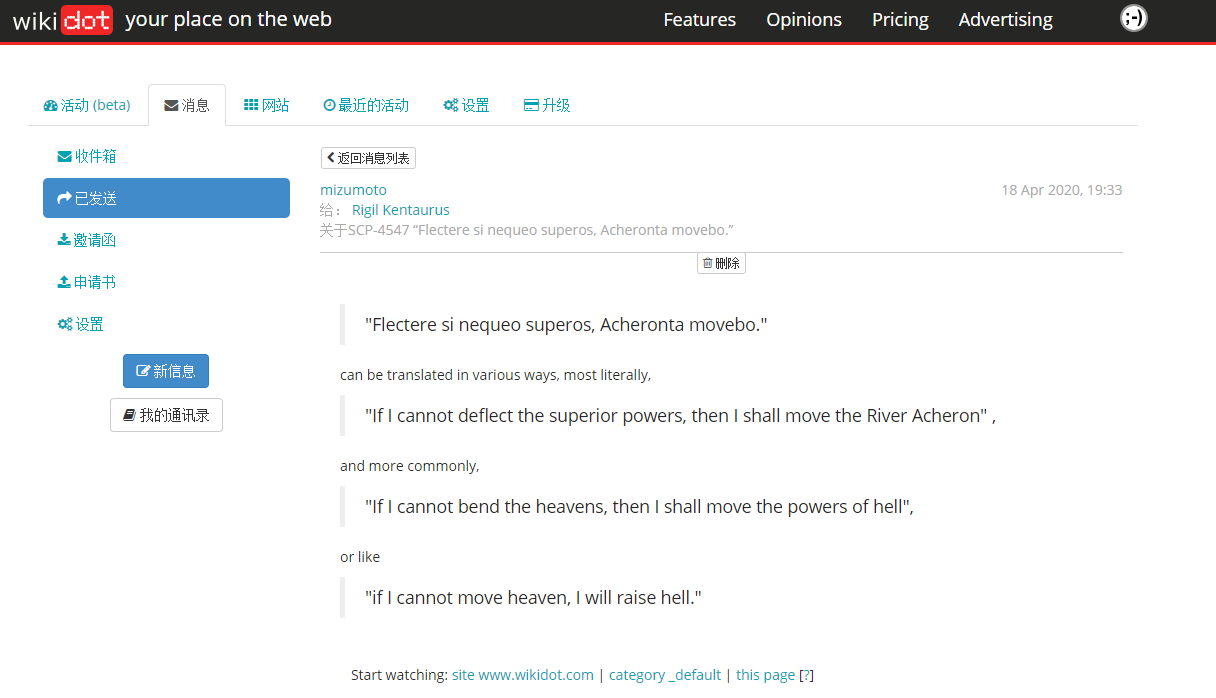 wikidot your place on the web Features Opinions Pricing Advertising ;-)
活动 (beta) 消息 网站 最近的活动 设置 升级
收件箱
已发送
邀请函
申请书
设置
新信息
我的通讯录
返回消息列表
mizumoto 18 Apr 2020, 19:33
给： Rigil Kentaurus
关于SCP-4547 “Flectere si nequeo superos, Acheronta movebo.”
删除
"Flectere si nequeo superos, Acheronta movebo."
can be translated in various ways, most literally,
"If I cannot deflect the superior powers, then I shall move the River Acheron" ,
and more commonly,
"If I cannot bend the heavens, then I shall move the powers of hell",
or like
"if I cannot move heaven, I will raise hell."
Start watching: site www.wikidot.com | category _default | this page [?]